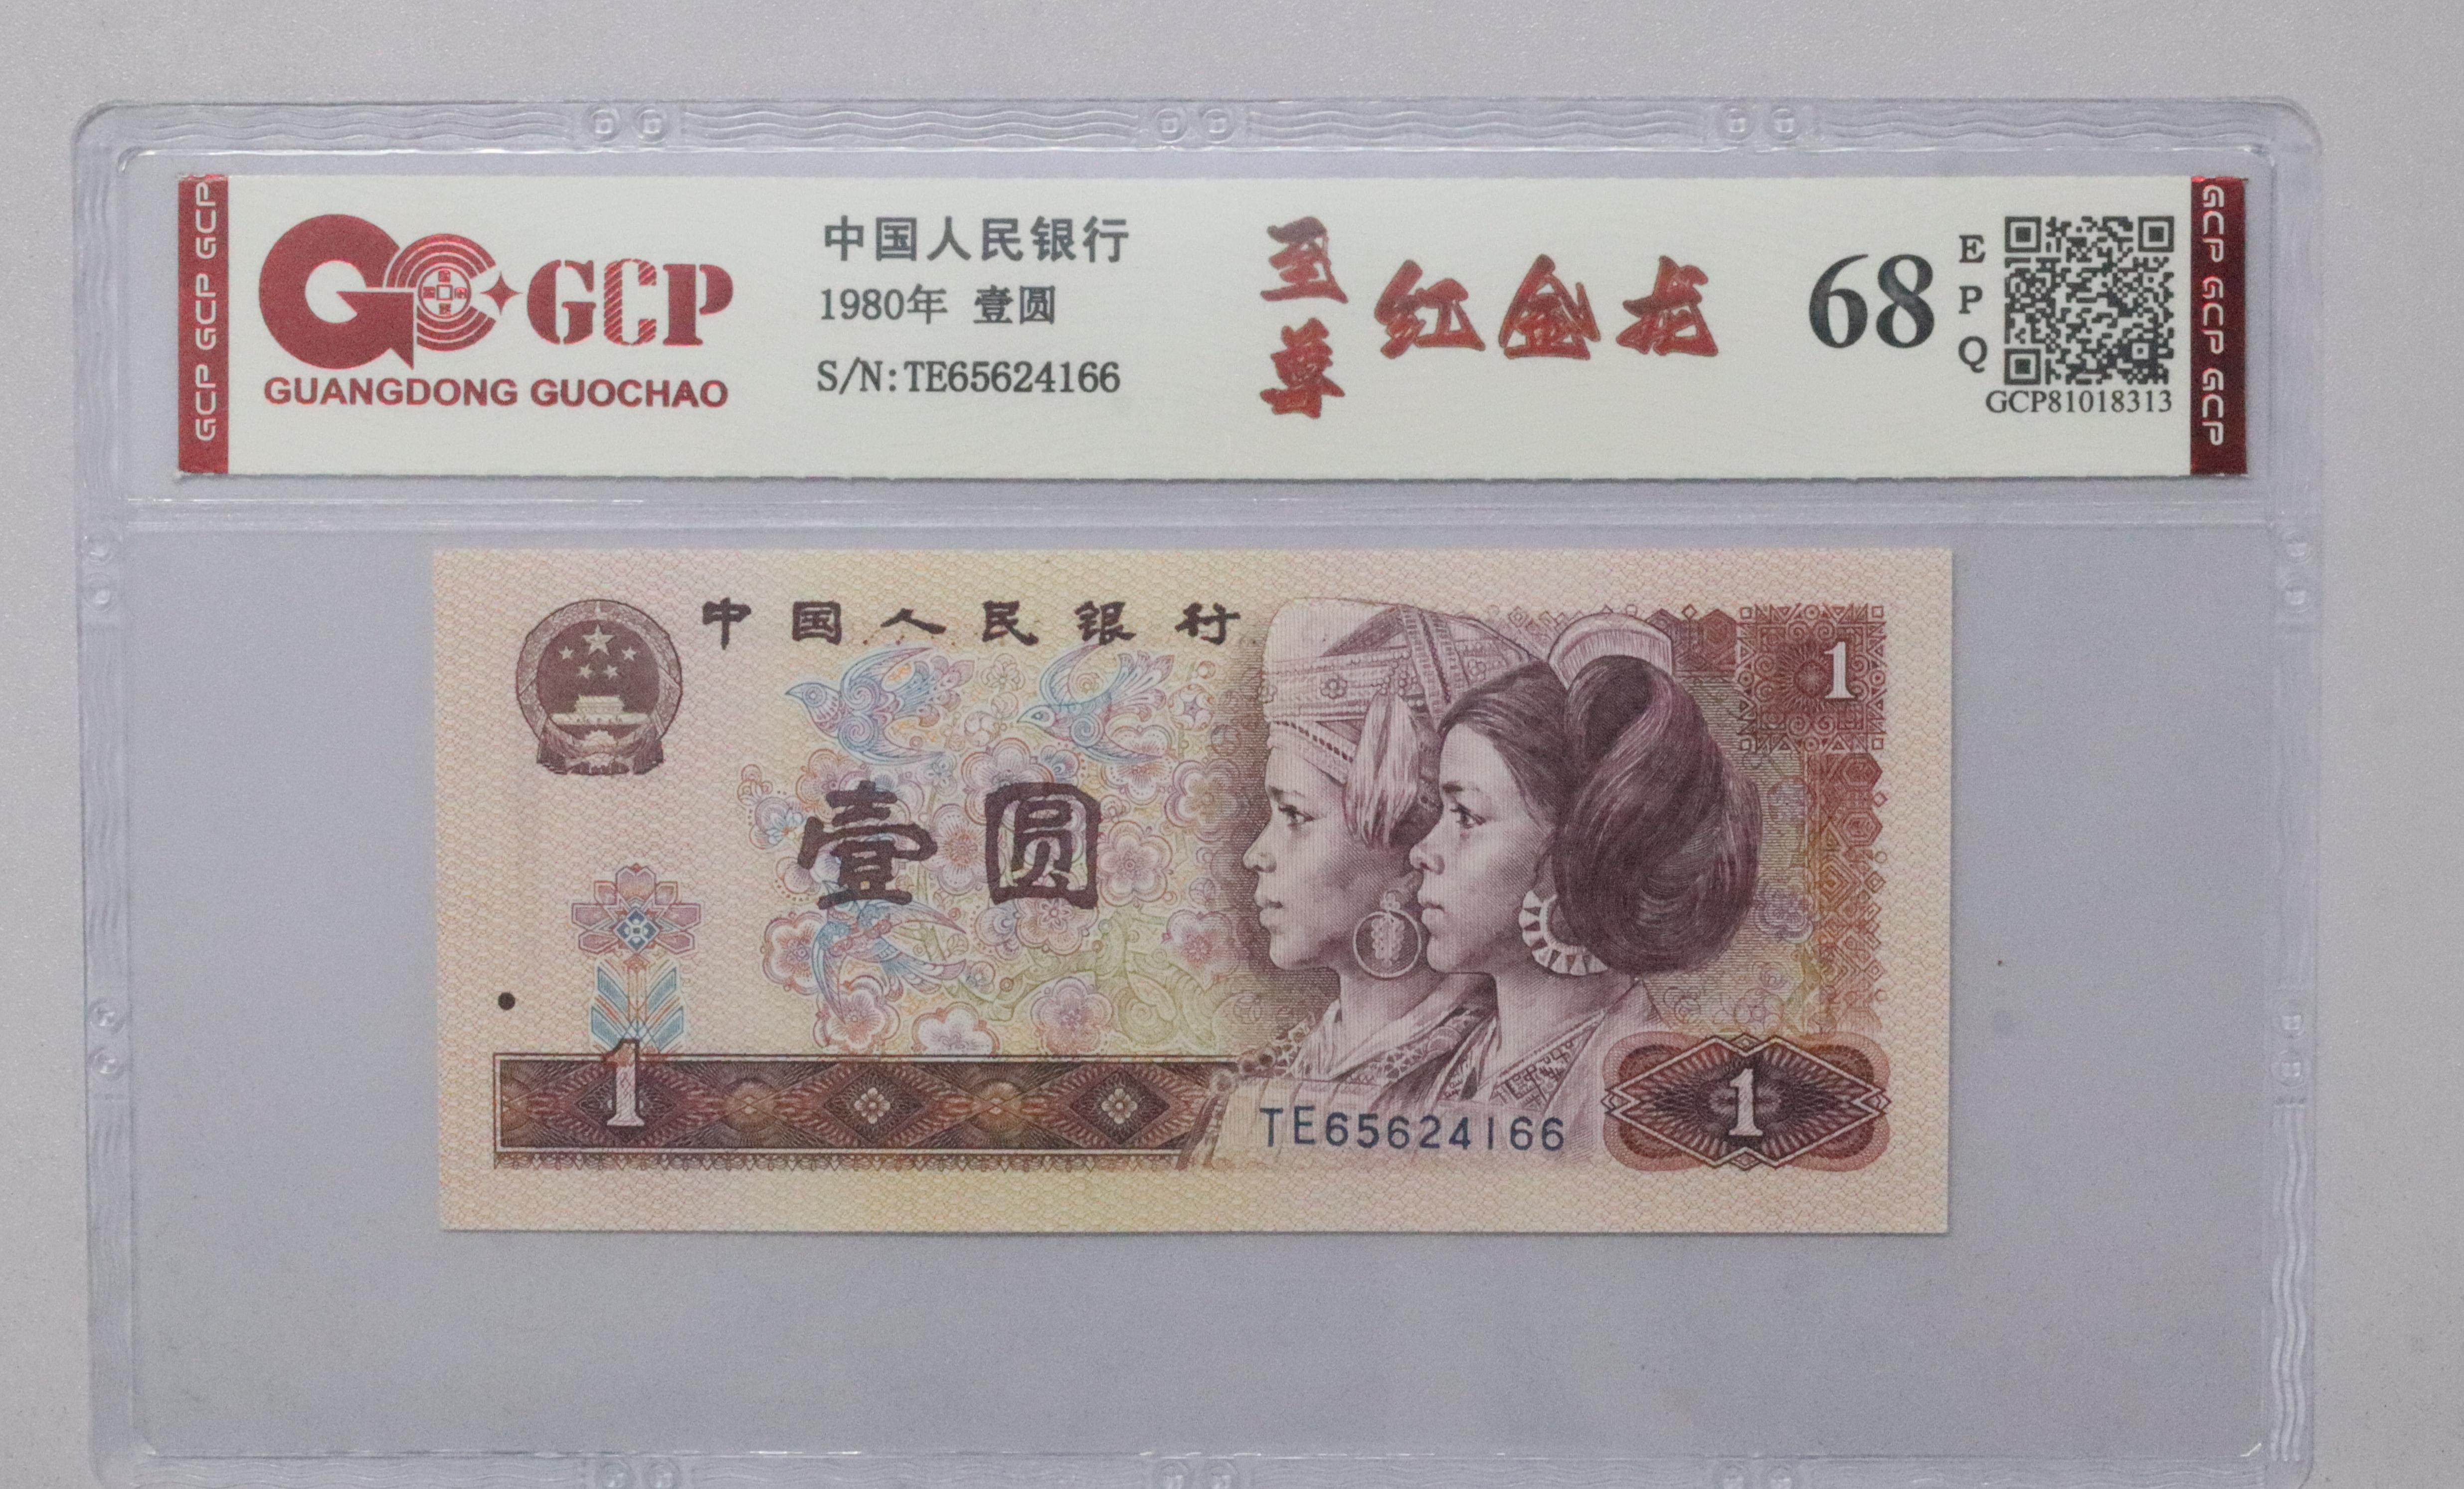 GCP GCP GCP
GCP
GUANGDONG GUOCHAO
中国人民银行
1980年 壹圆
S/N:TE65624166
至尊
红金龙
68
EPQ
GCP81018313
GCP GCP GCP
中国人民银行
1
壹圆
1
TE65624166
1